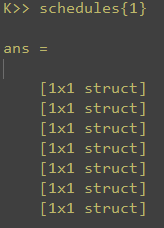 K>> schedules{1}
ans =
[1x1 struct]
[1x1 struct]
[1x1 struct]
[1x1 struct]
[1x1 struct]
[1x1 struct]
[1x1 struct]